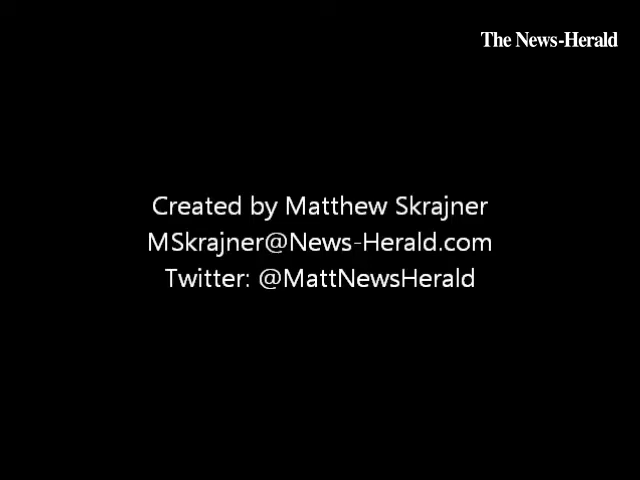 The News-Herald
Created by Matthew Skrajner
MSkrajner@News-Herald.com
Twitter: @MattNewsHerald